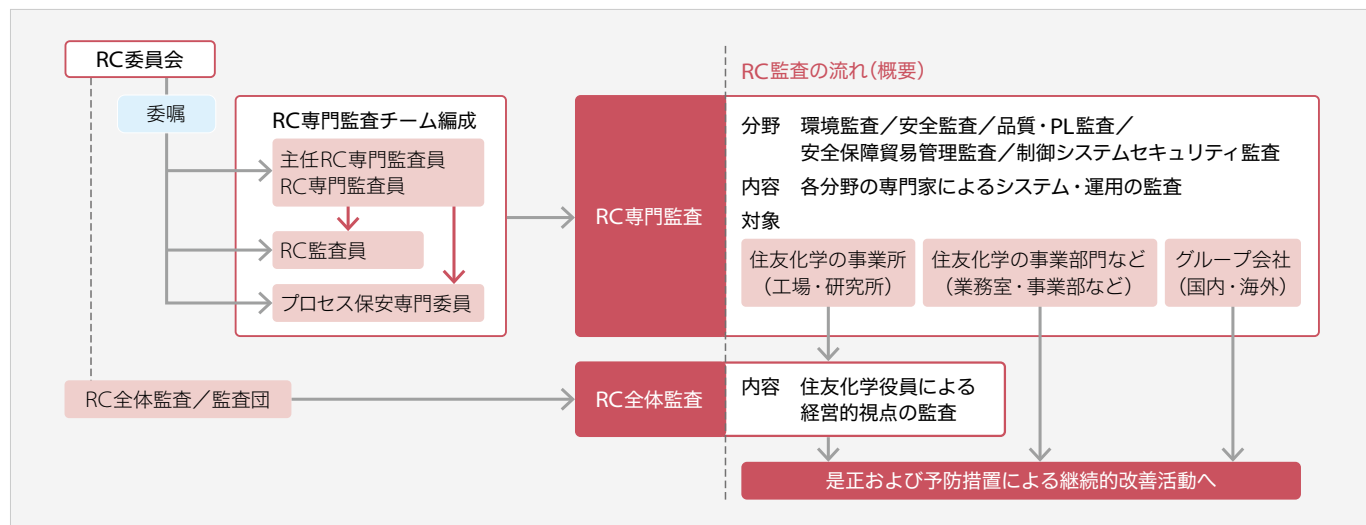 RC委員会
委嘱
RC専門監査チーム編成
主任RC専門監査員
RC専門監査員
RC監査員
プロセス保安専門委員
RC全体監査／監査団
RC専門監査
RC全体監査
RC監査の流れ（概要）
分野 環境監査／安全監査／品質・PL監査／
安全保障貿易管理監査／制御システムセキュリティ監査
内容 各分野の専門家によるシステム・運用の監査
対象
住友化学の事業所
（工場・研究所）
住友化学の事業部門など
（業務室・事業部など）
グループ会社
（国内・海外）
内容 住友化学役員による
経営的視点の監査
是正および予防措置による継続的改善活動へ